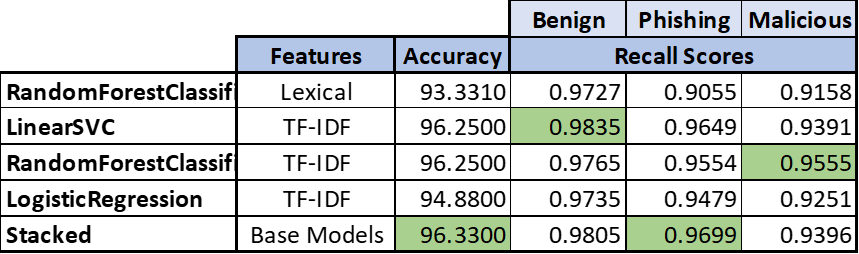 Benign Phishing Malicious
Features Accuracy Recall Scores
RandomForestClassifi Lexical 93.3310 0.9727 0.9055 0.9158
LinearSVC TF-IDF 96.2500 0.9835 0.9649 0.9391
RandomForestClassifi TF-IDF 96.2500 0.9765 0.9554 0.9555
LogisticRegression TF-IDF 94.8800 0.9735 0.9479 0.9251
Stacked Base Models 96.3300 0.9805 0.9699 0.9396